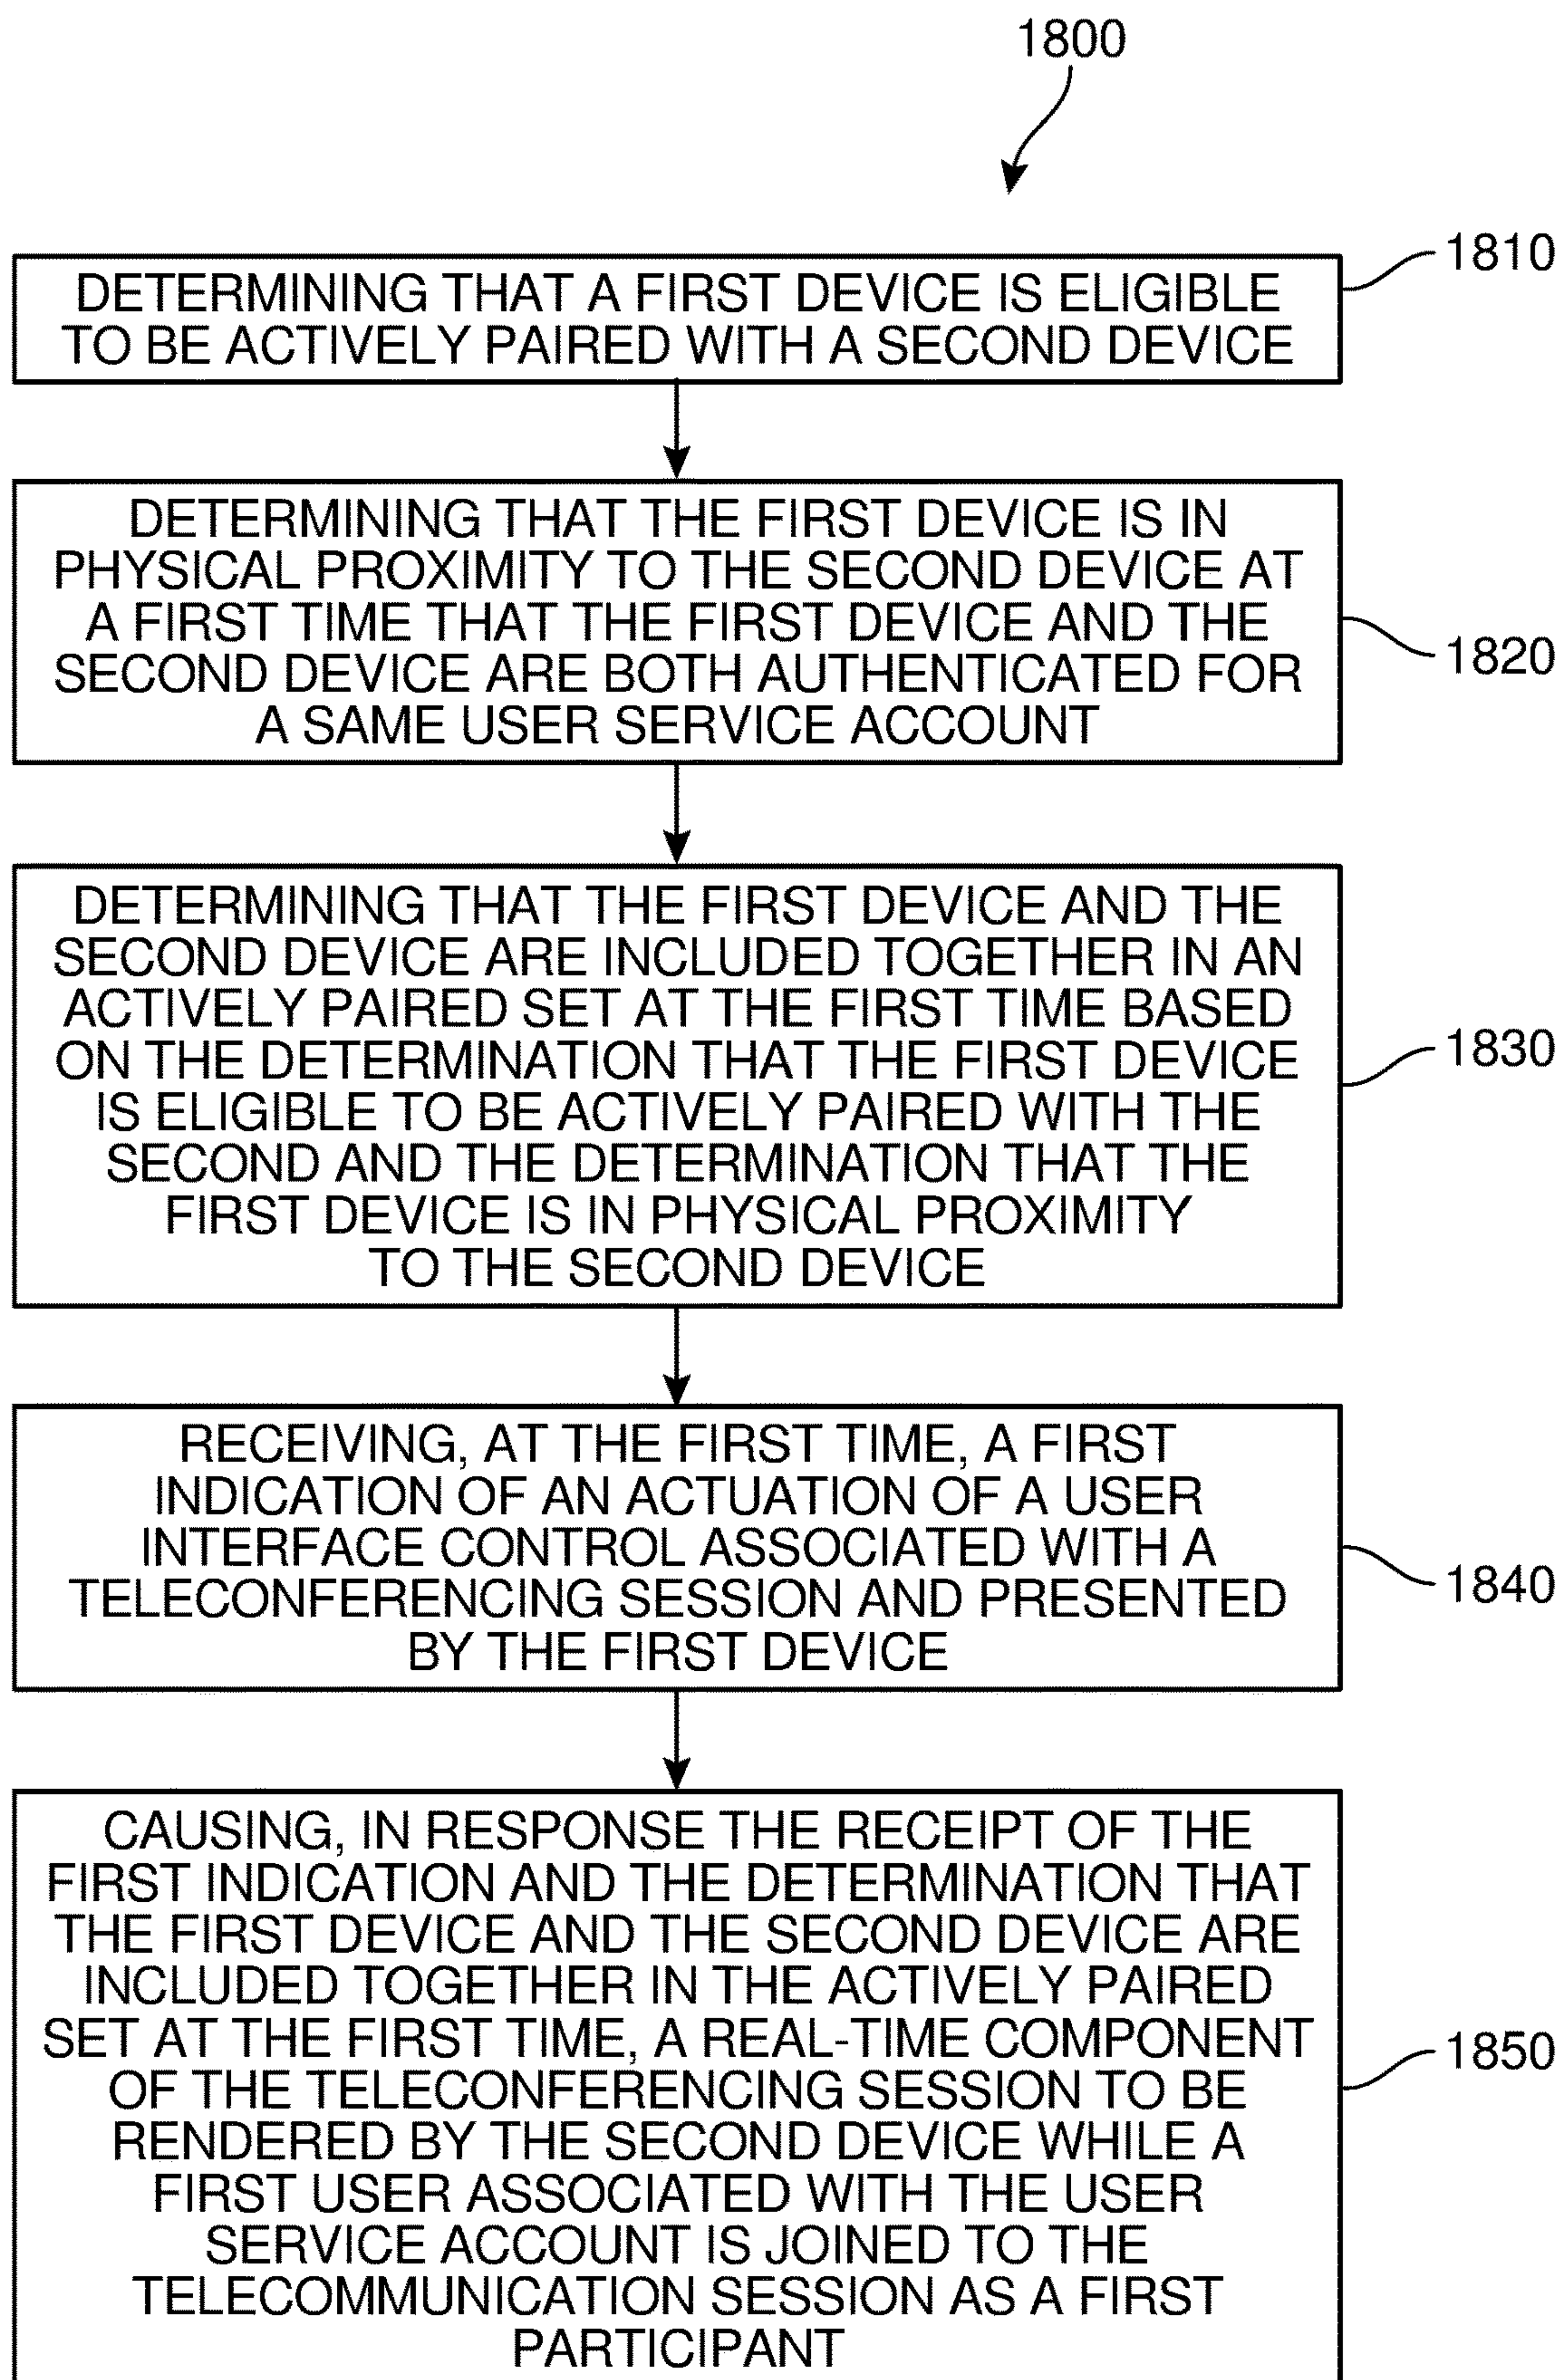 1800
1810
DETERMINING THAT A FIRST DEVICE IS ELIGIBLE
TO BE ACTIVELY PAIRED WITH A SECOND DEVICE
DETERMINING THAT THE FIRST DEVICE IS IN
PHYSICAL PROXIMITY TO THE SECOND DEVICE AT
A FIRST TIME THAT THE FIRST DEVICE AND THE
SECOND DEVICE ARE BOTH AUTHENTICATED FOR
A SAME USER SERVICE ACCOUNT
1820
DETERMINING THAT THE FIRST DEVICE AND THE
SECOND DEVICE ARE INCLUDED TOGETHER IN AN
ACTIVELY PAIRED SET AT THE FIRST TIME BASED
ON THE DETERMINATION THAT THE FIRST DEVICE
IS ELIGIBLE TO BE ACTIVELY PAIRED WITH THE
SECOND AND THE DETERMINATION THAT THE
FIRST DEVICE IS IN PHYSICAL PROXIMITY
TO THE SECOND DEVICE
1830
RECEIVING, AT THE FIRST TIME, A FIRST
INDICATION OF AN ACTUATION OF A USER
INTERFACE CONTROL ASSOCIATED WITH A
TELECONFERENCING SESSION AND PRESENTED
BY THE FIRST DEVICE
1840
CAUSING, IN RESPONSE THE RECEIPT OF THE
FIRST INDICATION AND THE DETERMINATION THAT
THE FIRST DEVICE AND THE SECOND DEVICE ARE
INCLUDED TOGETHER IN THE ACTIVELY PAIRED
SET AT THE FIRST TIME, A REAL-TIME COMPONENT
OF THE TELECONFERENCING SESSION TO BE
RENDERED BY THE SECOND DEVICE WHILE A
FIRST USER ASSOCIATED WITH THE USER
SERVICE ACCOUNT IS JOINED TO THE
TELECOMMUNICATION SESSION AS A FIRST
PARTICIPANT
1850